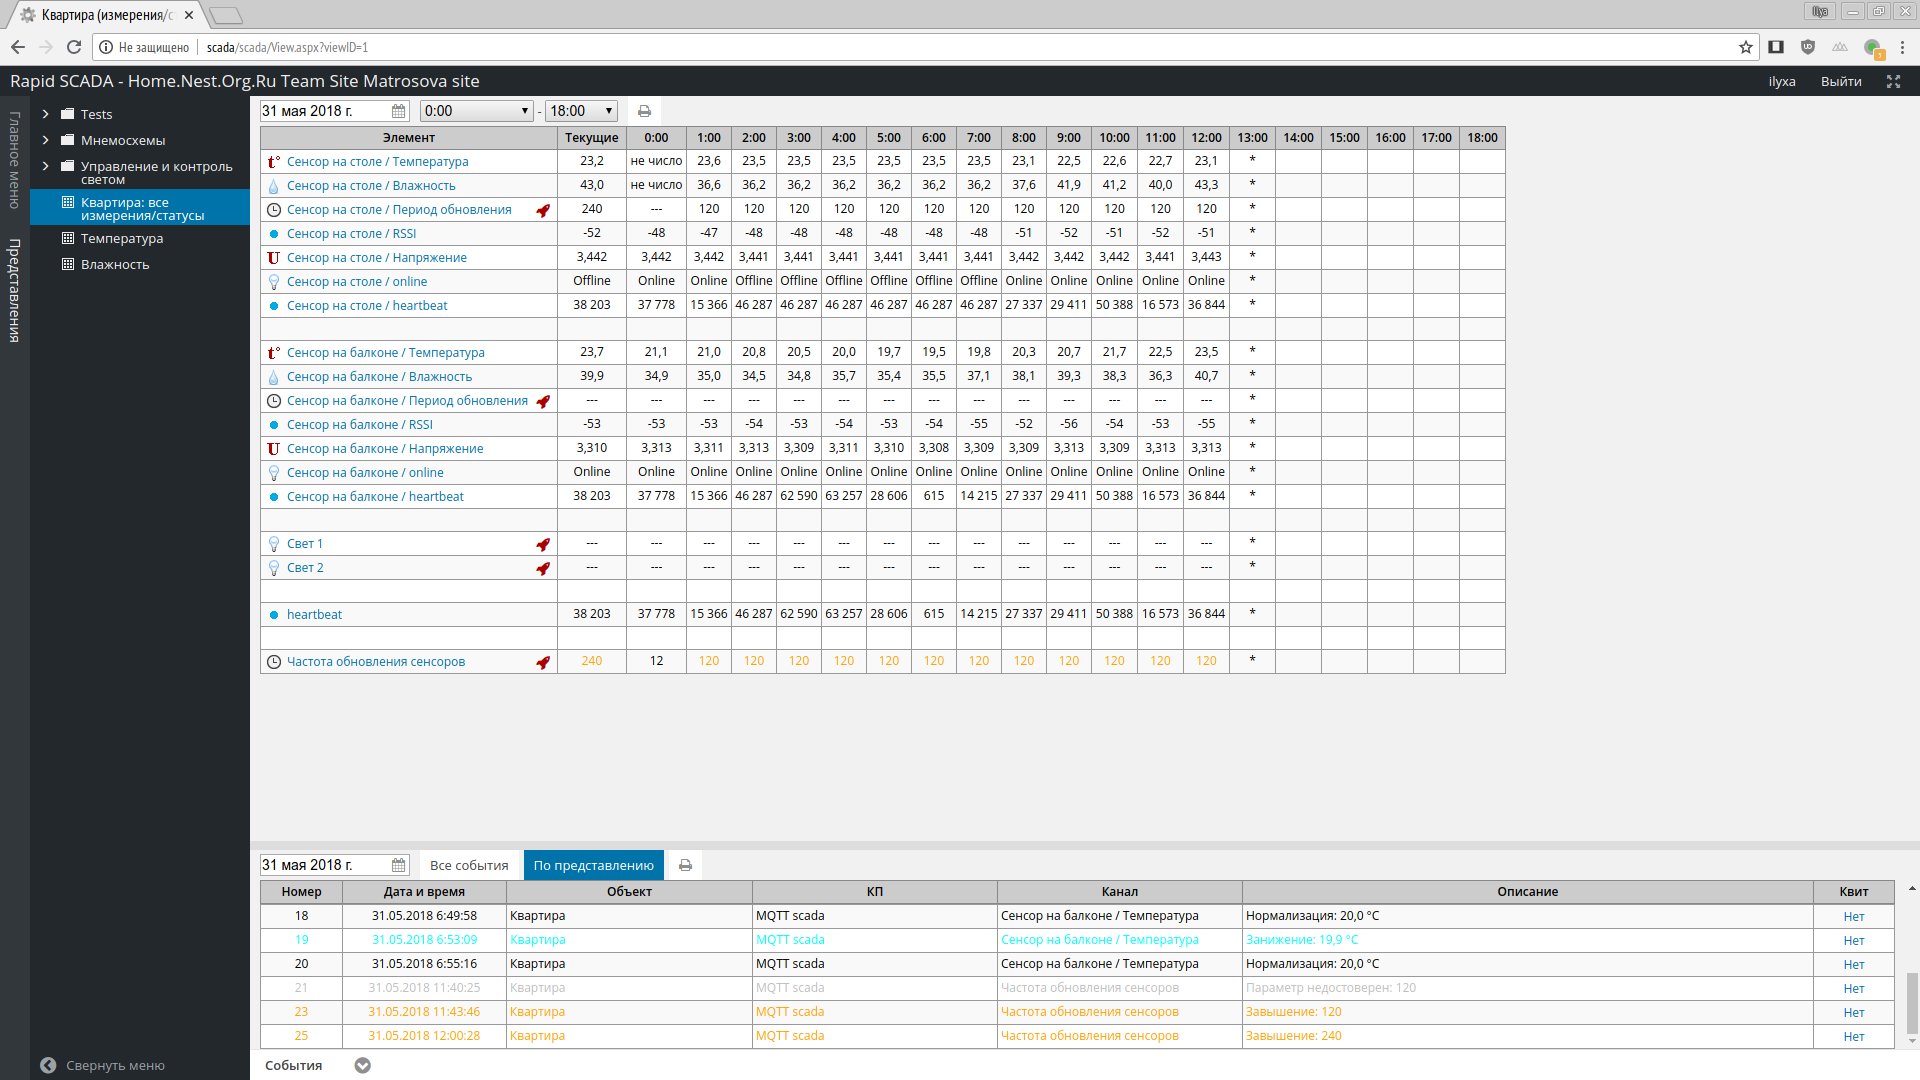 Квартира (измерения/с
Ilya
Не защищено scada/scada/View.aspx?viewID=1
Rapid SCADA - Home.Nest.Org.Ru Team Site Matrosova site ilyxa Выйти
Главное меню
Представления
Tests
Мнемосхемы
Управление и контроль
светом
Квартира: все
измерения/статусы
Температура
Влажность
Свернуть меню
31 мая 2018 г. 0:00 - 18:00
Элемент Текущие 0:00 1:00 2:00 3:00 4:00 5:00 6:00 7:00 8:00 9:00 10:00 11:00 12:00 13:00 14:00 15:00 16:00 17:00 18:00
t° Сенсор на столе / Температура 23,2 не число 23,6 23,5 23,5 23,5 23,5 23,5 23,5 23,1 22,5 22,6 22,7 23,1 *
Сенсор на столе / Влажность 43,0 не число 36,6 36,2 36,2 36,2 36,2 36,2 36,2 37,6 41,9 41,2 40,0 43,3 *
Сенсор на столе / Период обновления 240 --- 120 120 120 120 120 120 120 120 120 120 120 120 *
Сенсор на столе / RSSI -52 -48 -47 -48 -48 -48 -48 -48 -48 -51 -52 -51 -52 -51 *
U Сенсор на столе / Напряжение 3,442 3,442 3,442 3,441 3,441 3,441 3,441 3,441 3,441 3,442 3,442 3,442 3,441 3,443 *
Сенсор на столе / online Offline Online Online Offline Offline Offline Offline Offline Offline Online Online Online Online Online *
Сенсор на столе / heartbeat 38 203 37 778 15 366 46 287 46 287 46 287 46 287 46 287 46 287 27 337 29 411 50 388 16 573 36 844 *
t° Сенсор на балконе / Температура 23,7 21,1 21,0 20,8 20,5 20,0 19,7 19,5 19,8 20,3 20,7 21,7 22,5 23,5 *
Сенсор на балконе / Влажность 39,9 34,9 35,0 34,5 34,8 35,7 35,4 35,5 37,1 38,1 39,3 38,3 36,3 40,7 *
Сенсор на балконе / Период обновления --- --- --- --- --- --- --- --- --- --- --- --- --- --- *
Сенсор на балконе / RSSI -53 -53 -53 -54 -53 -54 -53 -54 -55 -52 -56 -54 -53 -55 *
U Сенсор на балконе / Напряжение 3,310 3,313 3,311 3,313 3,309 3,311 3,310 3,308 3,309 3,309 3,313 3,309 3,313 3,313 *
Сенсор на балконе / online Online Online Online Online Online Online Online Online Online Online Online Online Online Online *
Сенсор на балконе / heartbeat 38 203 37 778 15 366 46 287 62 590 63 257 28 606 615 14 215 27 337 29 411 50 388 16 573 36 844 *
Свет 1 --- --- --- --- --- --- --- --- --- --- --- --- --- --- *
Свет 2 --- --- --- --- --- --- --- --- --- --- --- --- --- --- *
heartbeat 38 203 37 778 15 366 46 287 62 590 63 257 28 606 615 14 215 27 337 29 411 50 388 16 573 36 844 *
Частота обновления сенсоров 240 12 120 120 120 120 120 120 120 120 120 120 120 120 *
31 мая 2018 г. Все события По представлению
Номер Дата и время Объект КП Канал Описание Квит
18 31.05.2018 6:49:58 Квартира MQTT scada Сенсор на балконе / Температура Нормализация: 20,0 °C Нет
19 31.05.2018 6:53:09 Квартира MQTT scada Сенсор на балконе / Температура Занижение: 19,9 °C Нет
20 31.05.2018 6:55:16 Квартира MQTT scada Сенсор на балконе / Температура Нормализация: 20,0 °C Нет
21 31.05.2018 11:40:25 Квартира MQTT scada Частота обновления сенсоров Параметр недостоверен: 120 Нет
23 31.05.2018 11:43:46 Квартира MQTT scada Частота обновления сенсоров Завышение: 120 Нет
25 31.05.2018 12:00:28 Квартира MQTT scada Частота обновления сенсоров Завышение: 240 Нет
События